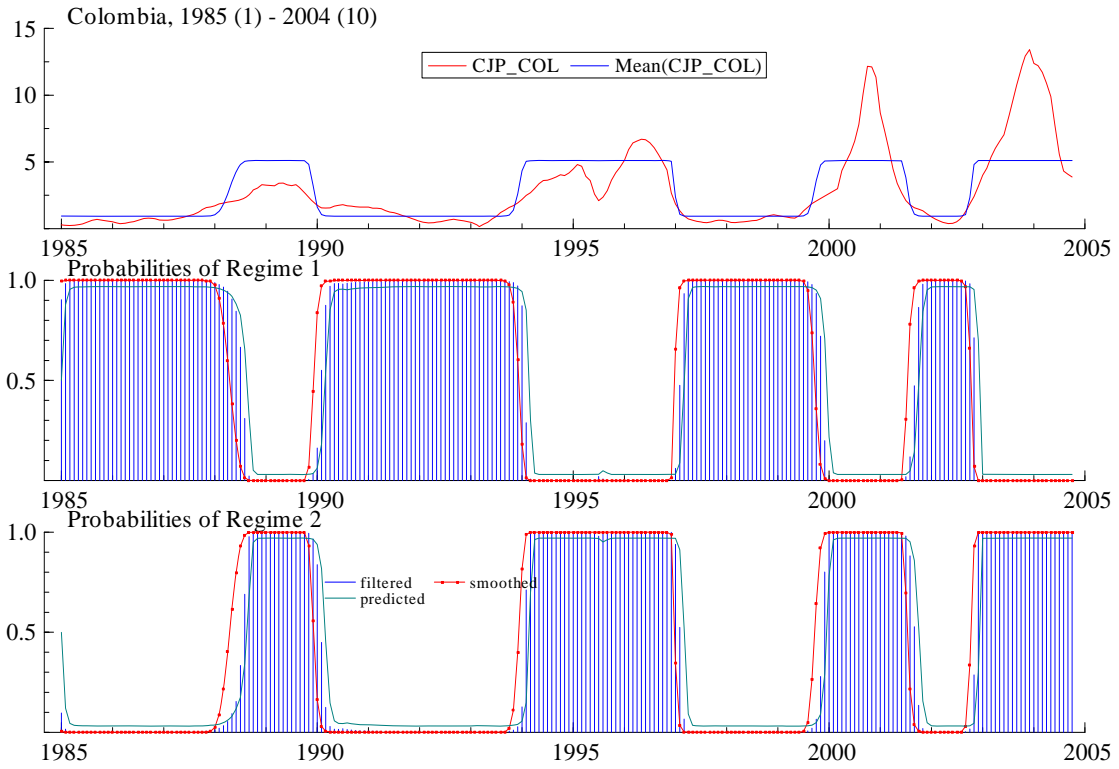 Colombia, 1985 (1) - 2004 (10)
15
10
5
CJP_COL
Mean(CJP_COL)
1985
1990
1995
2000
2005
Probabilities of Regime 1
1.0
0.5
1985
1990
1995
2000
2005
Probabilities of Regime 2
1.0
0.5
filtered
smoothed
predicted
1985
1990
1995
2000
2005